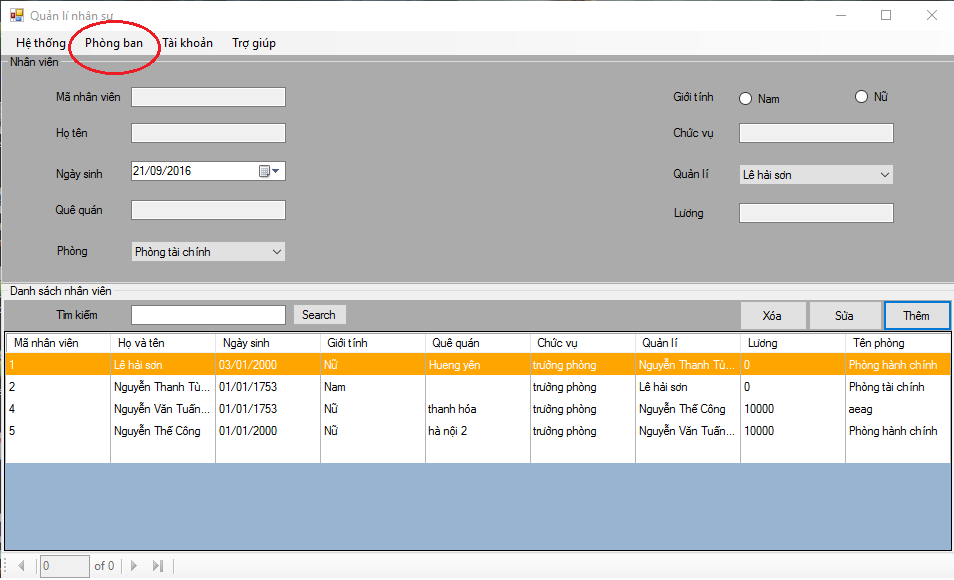 Quản lí nhân sự
Hệ thống Phòng ban Tài khoản Trợ giúp
Nhân viên
Mã nhân viên Giới tính Nam Nữ
Họ tên Chức vụ
Ngày sinh 21/09/2016 Quản lí Lê hải sơn
Quê quán Lương
Phòng Phòng tài chính
Danh sách nhân viên
Tìm kiếm Search Xóa Sửa Thêm
Mã nhân viên Họ và tên Ngày sinh Giới tính Quê quán Chức vụ Quản lí Lương Tên phòng
1 Lê hải sơn 03/01/2000 Nữ Hueng yên trưởng phòng Nguyễn Thanh Tù... 0 Phòng hành chính
2 Nguyễn Thanh Tù... 01/01/1753 Nam trưởng phòng Lê hải sơn 0 Phòng tài chính
4 Nguyễn Văn Tuấn... 01/01/1753 Nữ thanh hóa trưởng phòng Nguyễn Thế Công 10000 aeag
5 Nguyễn Thế Công 01/01/2000 Nữ hà nội 2 trưởng phòng Nguyễn Văn Tuấn... 10000 Phòng hành chính
0 of 0